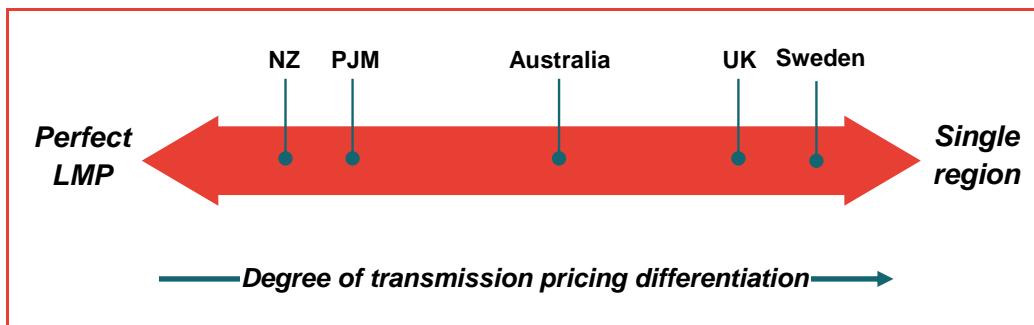 NZ PJM Australia UK Sweden
Perfect
LMP
Single
region
Degree of transmission pricing differentiation